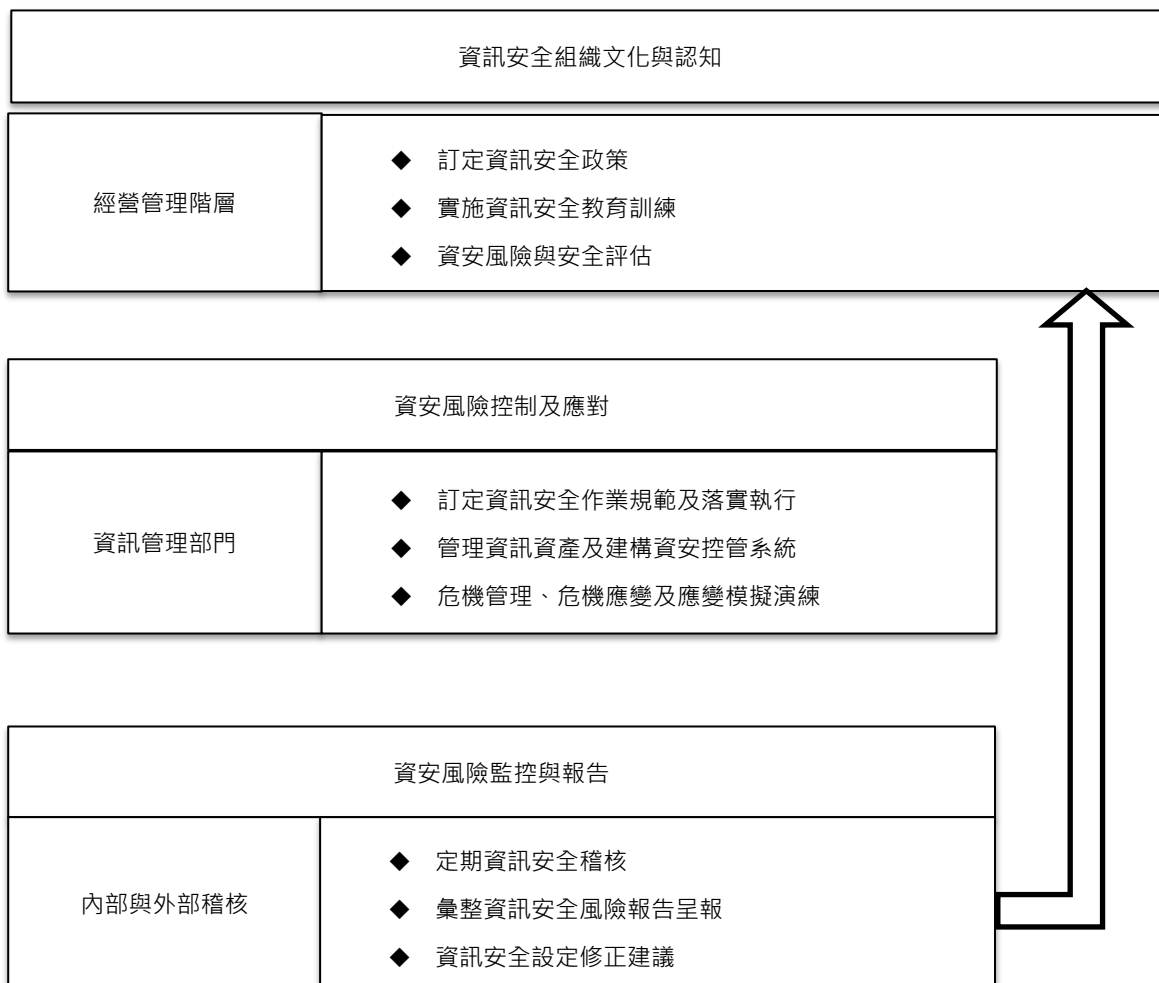 資訊安全組織文化與認知
經營管理階層
◆ 訂定資訊安全政策
◆ 實施資訊安全教育訓練
◆ 資安風險與安全評估
資安風險控制及應對
資訊管理部門
◆ 訂定資訊安全作業規範及落實執行
◆ 管理資訊資產及建構資安控管系統
◆ 危機管理、危機應變及應變模擬演練
資安風險監控與報告
內部與外部稽核
◆ 定期資訊安全稽核
◆ 彙整資訊安全風險報告呈報
◆ 資訊安全設定修正建議